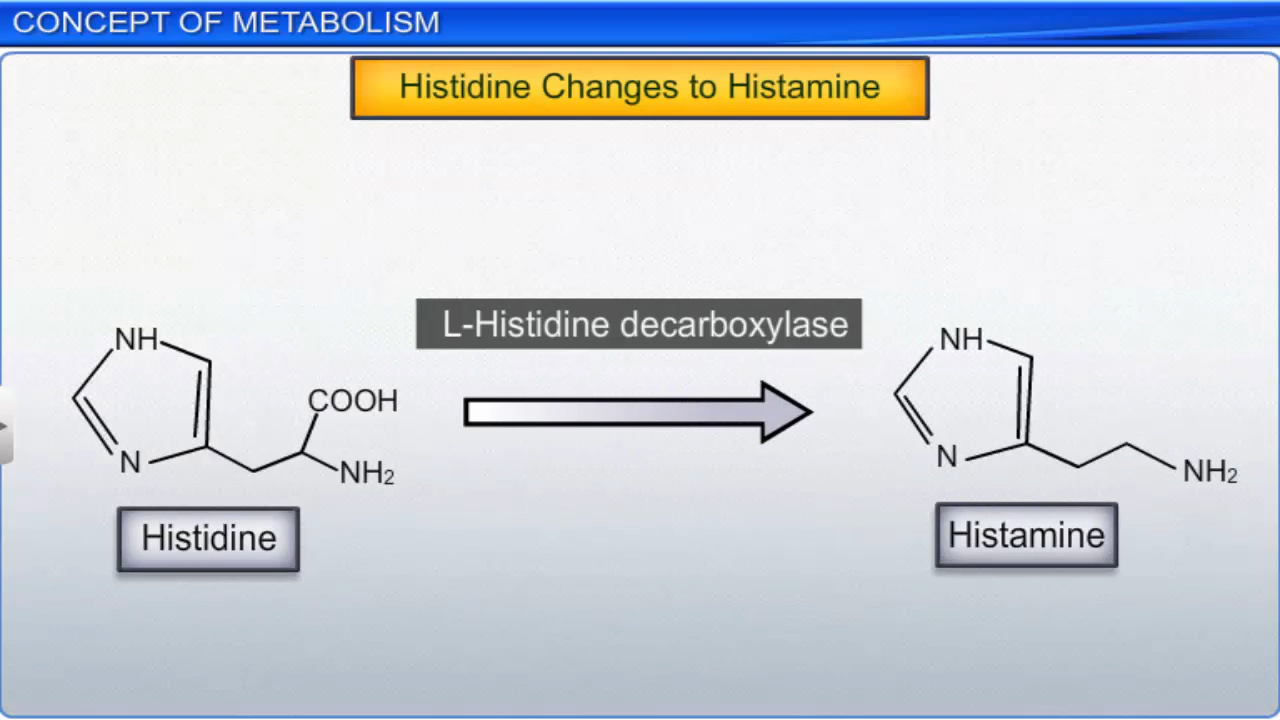 CONCEPT OF METABOLISM
Histidine Changes to Histamine
L-Histidine decarboxylase
NH
COOH
N
NH₂
Histidine
NH
N
NH₂
Histamine